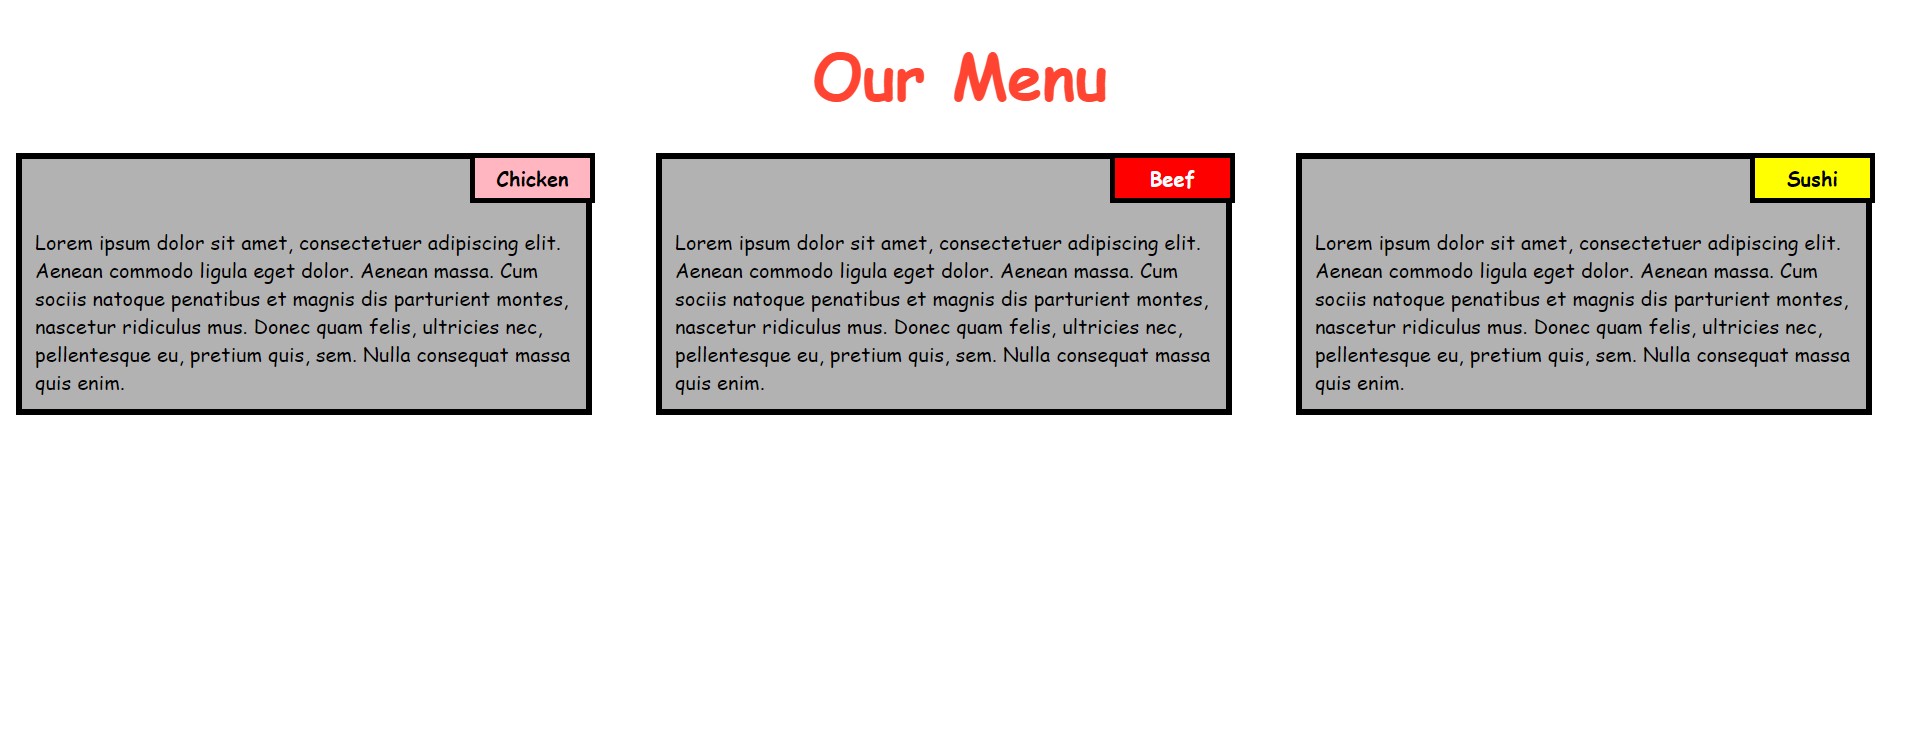 Our Menu
Chicken
Lorem ipsum dolor sit amet, consectetuer adipiscing elit.
Aenean commodo ligula eget dolor. Aenean massa. Cum
sociis natoque penatibus et magnis dis parturient montes,
nascetur ridiculus mus. Donec quam felis, ultricies nec,
pellentesque eu, pretium quis, sem. Nulla consequat massa
quis enim.
Beef
Lorem ipsum dolor sit amet, consectetuer adipiscing elit.
Aenean commodo ligula eget dolor. Aenean massa. Cum
sociis natoque penatibus et magnis dis parturient montes,
nascetur ridiculus mus. Donec quam felis, ultricies nec,
pellentesque eu, pretium quis, sem. Nulla consequat massa
quis enim.
Sushi
Lorem ipsum dolor sit amet, consectetuer adipiscing elit.
Aenean commodo ligula eget dolor. Aenean massa. Cum
sociis natoque penatibus et magnis dis parturient montes,
nascetur ridiculus mus. Donec quam felis, ultricies nec,
pellentesque eu, pretium quis, sem. Nulla consequat massa
quis enim.